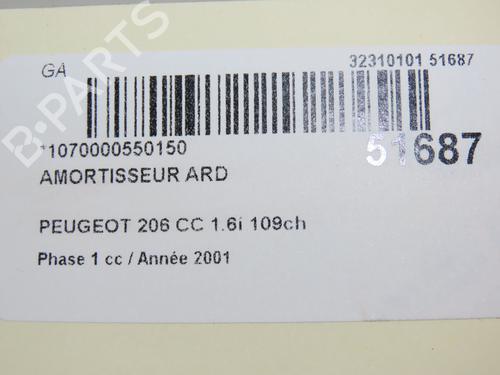 GA
32310101 51687
*1070000550150
51687
AMORTISSEUR ARD
PEUGEOT 206 CC 1.6i 109ch
Phase 1 cc / Année 2001
B-PARTS